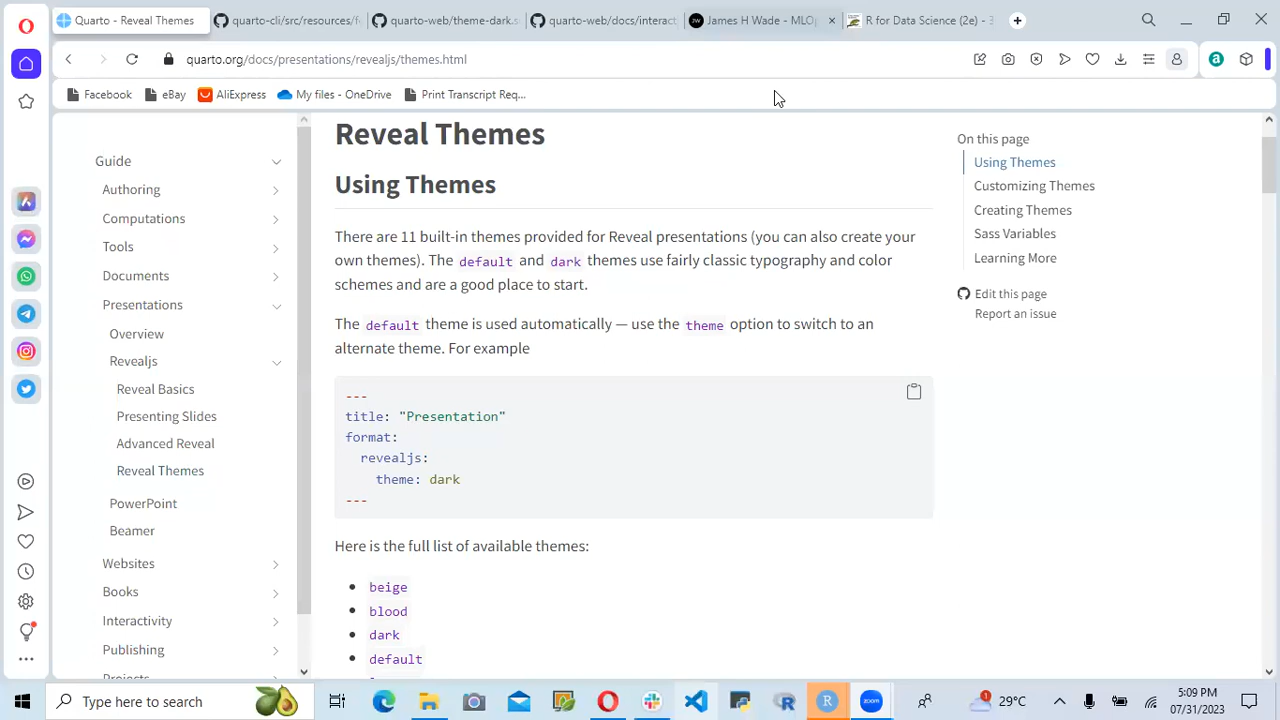 Quarto - Reveal Themes
quarto-cli/src/resources/f
quarto-web/theme-dark.s
quarto-web/docs/interact
James H Wade - MLO
R for Data Science (2e) - 3
quarto.org/docs/presentations/revealjs/themes.html
Facebook
eBay
AliExpress
My files - OneDrive
Print Transcript Req...
Guide
Authoring
Computations
Tools
Documents
Presentations
Overview
Revealjs
Reveal Basics
Presenting Slides
Advanced Reveal
Reveal Themes
PowerPoint
Beamer
Websites
Books
Interactivity
Publishing
Reveal Themes
Using Themes
There are 11 built-in themes provided for Reveal presentations (you can also create your
own themes). The default and dark themes use fairly classic typography and color
schemes and are a good place to start.
The default theme is used automatically — use the theme option to switch to an
alternate theme. For example
---
title: "Presentation"
format:
revealjs:
theme: dark
---
Here is the full list of available themes:
beige
blood
dark
default
On this page
Using Themes
Customizing Themes
Creating Themes
Sass Variables
Learning More
Edit this page
Report an issue
Type here to search
29°C
5:09 PM
07/31/2023